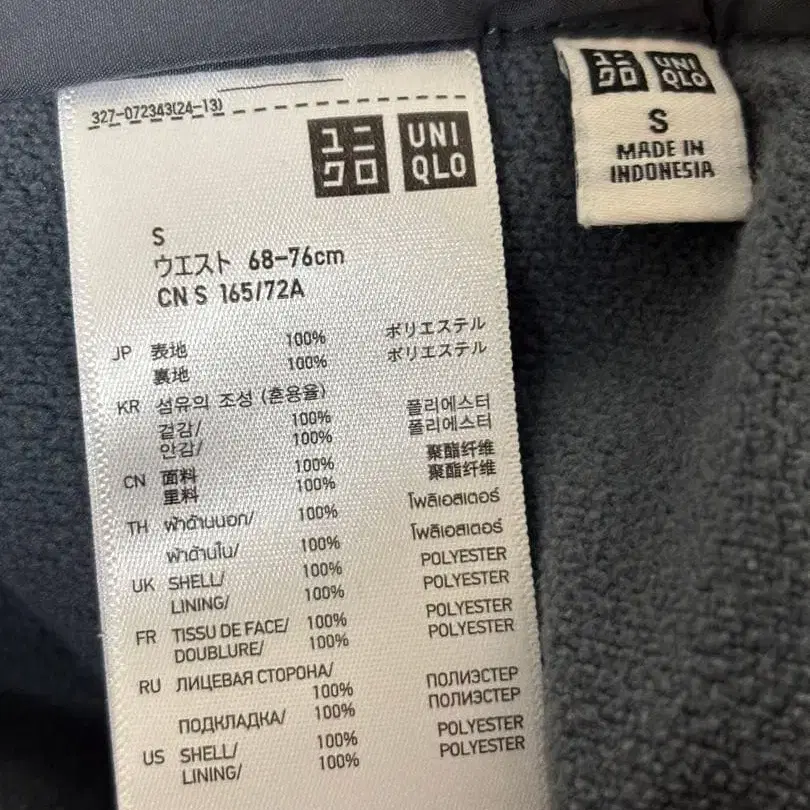 327-072343(24-13)
ユニ
クロ
UNI
QLO
S
ウエスト 68-76cm
CN S 165/72A
JP 表地 100% ポリエステル
裏地 100% ポリエステル
KR 섬유의 조성 (혼용율)
겉감/ 100% 폴리에스터
안감/ 100% 폴리에스터
CN 面料 100% 聚酯纤维
里料 100% 聚酯纤维
TH ผ้าด้านนอก/ 100% โพลิเอสเตอร์
ผ้าด้านใน/ 100% โพลิเอสเตอร์
UK SHELL/ 100% POLYESTER
LINING/ 100% POLYESTER
FR TISSU DE FACE/ 100% POLYESTER
DOUBLURE/ 100% POLYESTER
RU ЛИЦЕВАЯ СТОРОНА/
100% ПОЛИЭСТЕР
ПОДКЛАДКА/ 100% ПОЛИЭСТЕР
US SHELL/ 100% POLYESTER
LINING/ 100% POLYESTER
ユニ
クロ
UNI
QLO
S
MADE IN
INDONESIA